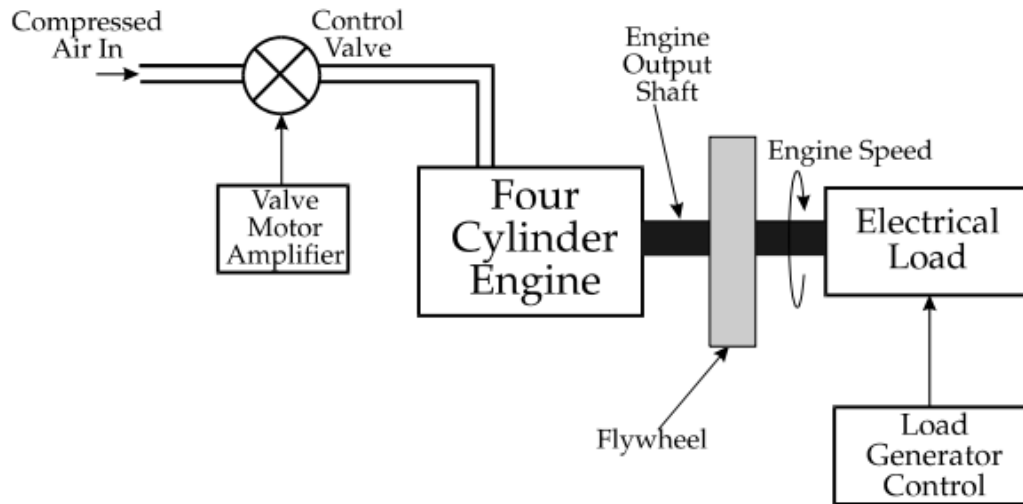 Compressed
Air In
Control
Valve
Engine
Output
Shaft
Engine Speed
Valve
Motor
Amplifier
Four
Cylinder
Engine
Electrical
Load
Flywheel
Load
Generator
Control